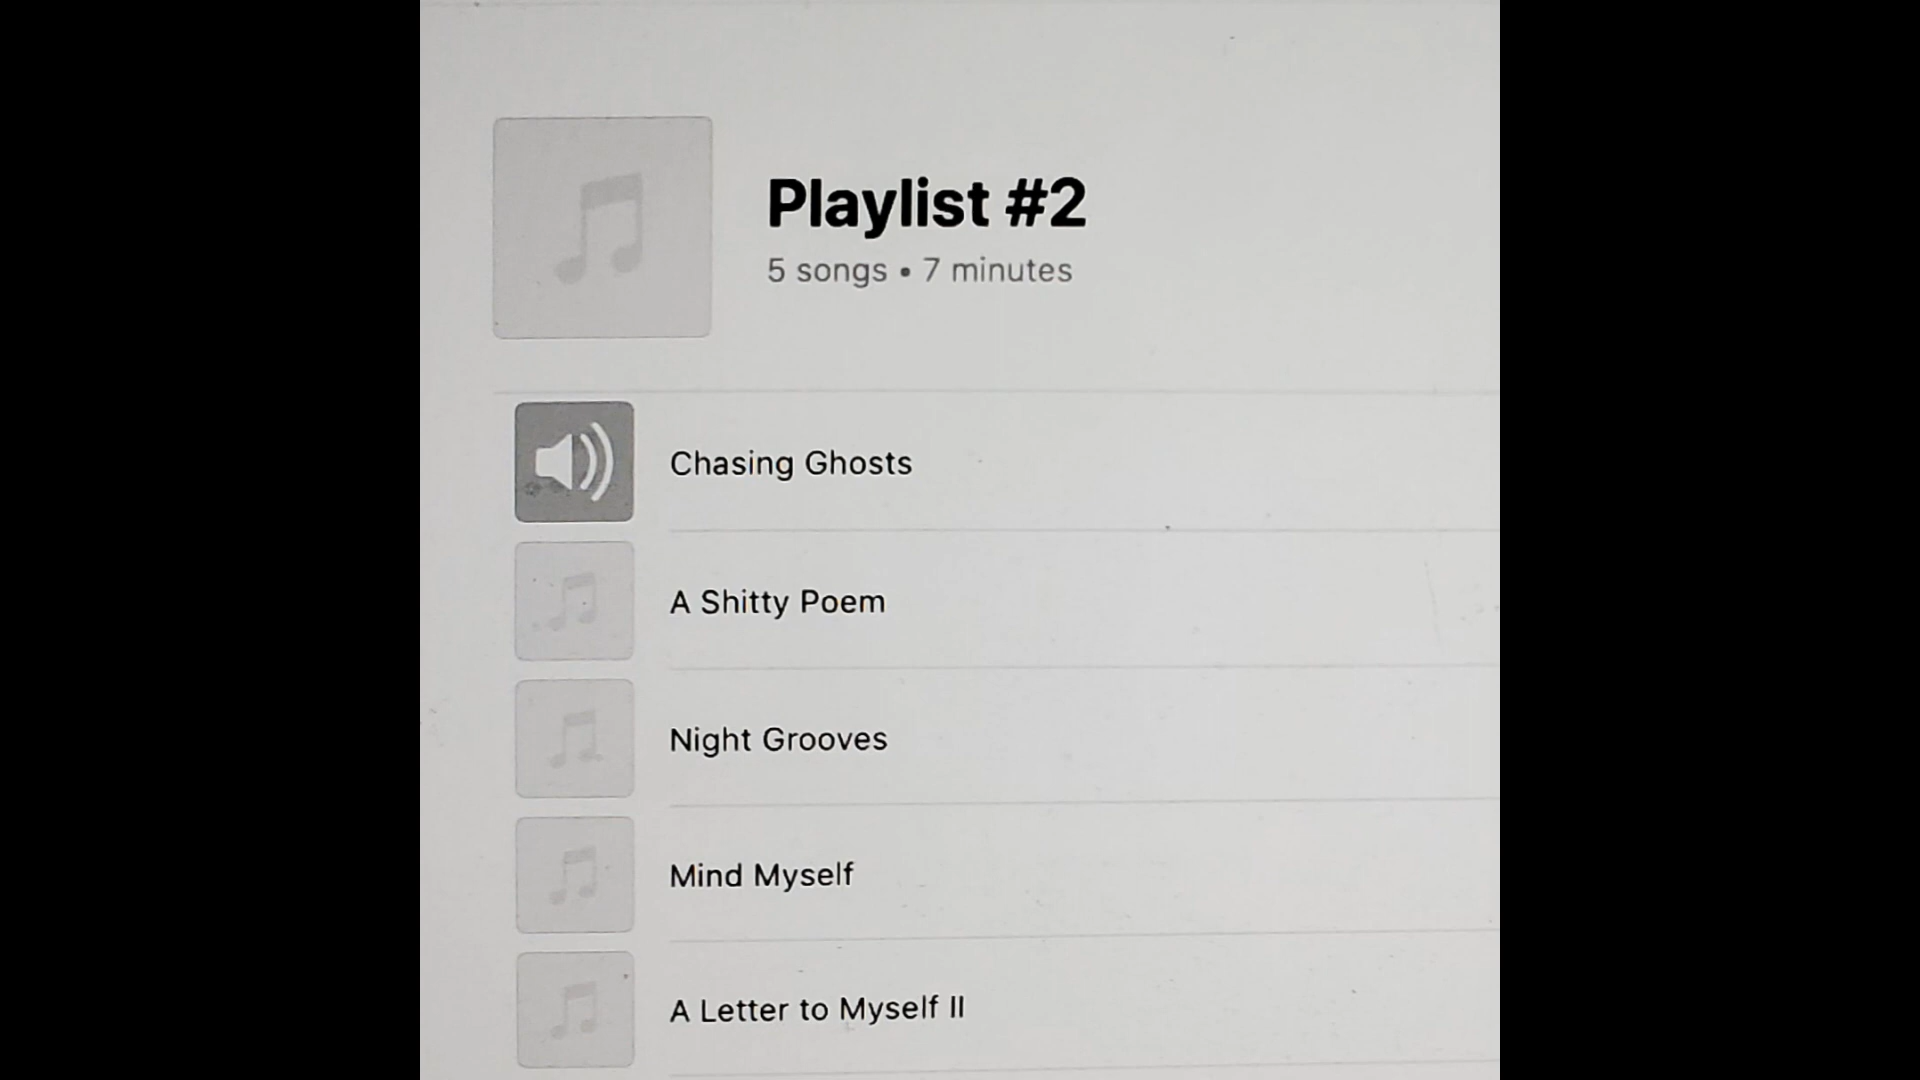 Playlist #2
5 songs • 7 minutes
Chasing Ghosts
A Shitty Poem
Night Grooves
Mind Myself
A Letter to Myself II